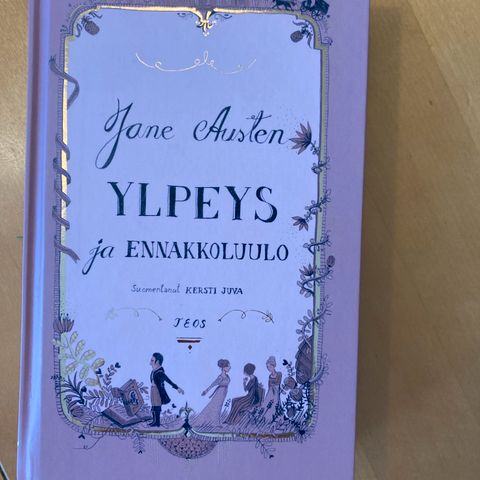 Jane Austen
YLPEYS
ja ENNAKKOLUULO
Suomentanut KERSTI JUVA
TEOS